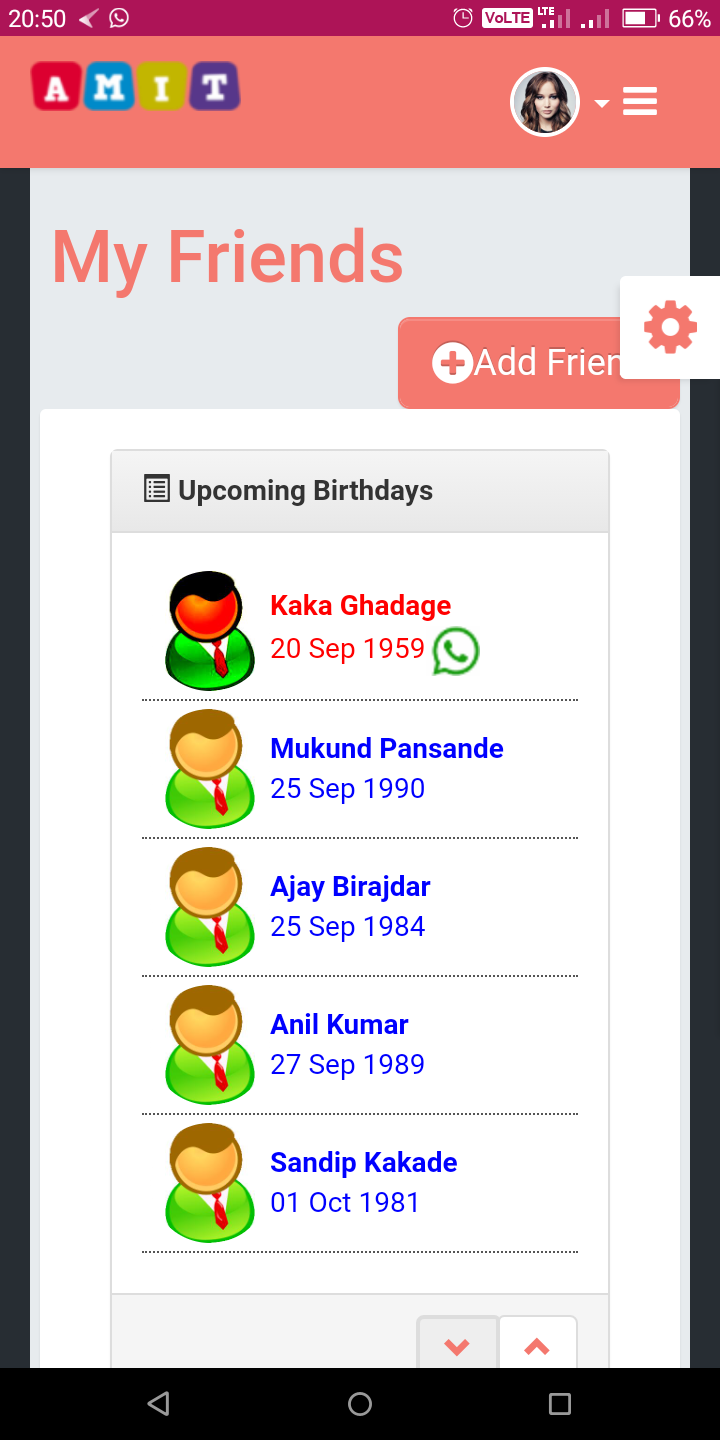 20:50
VoLTE
LTE
66%
AMIT
My Friends
Add Frien
Upcoming Birthdays
Kaka Ghadage
20 Sep 1959
Mukund Pansande
25 Sep 1990
Ajay Birajdar
25 Sep 1984
Anil Kumar
27 Sep 1989
Sandip Kakade
01 Oct 1981